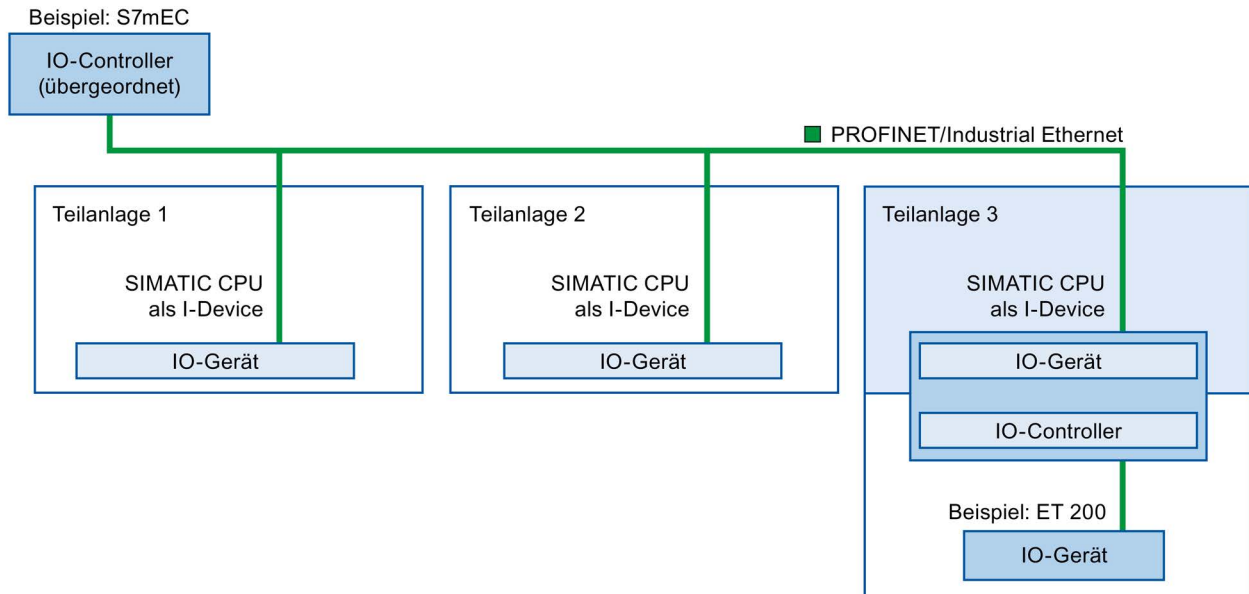 Beispiel: S7mEC
IO-Controller
(übergeordnet)
PROFINET/Industrial Ethernet
Teilanlage 1
SIMATIC CPU
als I-Device
IO-Gerät
Teilanlage 2
SIMATIC CPU
als I-Device
IO-Gerät
Teilanlage 3
SIMATIC CPU
als I-Device
IO-Gerät
IO-Controller
Beispiel: ET 200
IO-Gerät